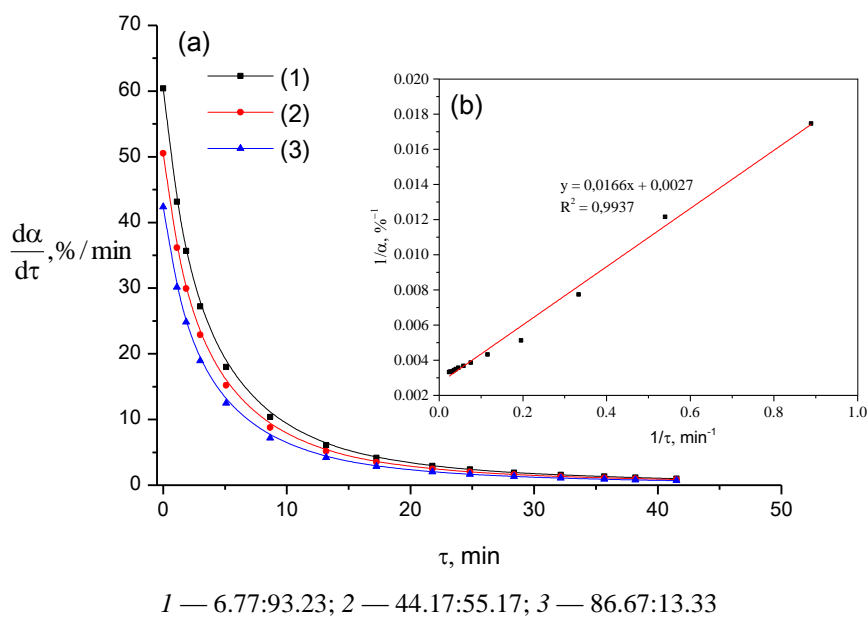 (a)
(1)
(2)
(3)
70
60
50
40
30
20
10
0
dα/dτ, % / min
0 10 20 30 40 50
τ, min
(b)
0.020
0.018
0.016
0.014
0.012
0.010
0.008
0.006
0.004
0.002
1/α, %⁻¹
y = 0,0166x + 0,0027
R² = 0,9937
0.0 0.2 0.4 0.6 0.8 1.0
1/τ, min⁻¹
1 — 6.77:93.23; 2 — 44.17:55.17; 3 — 86.67:13.33